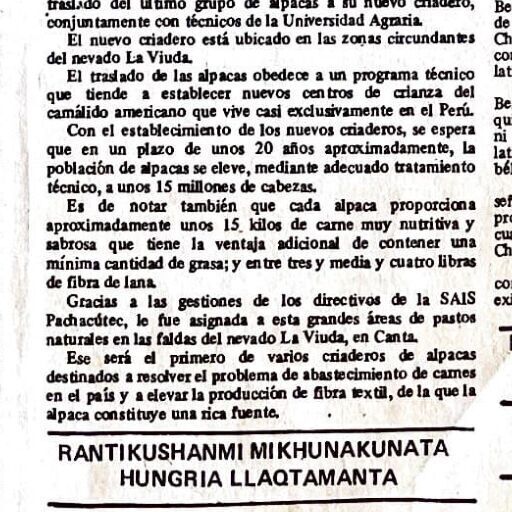 traslado del último grupo de alpacas a su nuevo criadero,
conjuntamente con técnicos de la Universidad Agraria.
El nuevo criadero está ubicado en las zonas circundantes
del nevado La Viuda.
El traslado de las alpacas obedece a un programa técnico
que tiende a establecer nuevos centros de crianza del
camálido americano que vive casi exclusivamente en el Perú.
Con el establecimiento de los nuevos criaderos, se espera
que en un plazo de unos 20 años aproximadamente, la
población de alpacas se eleve, mediante adecuado tratamiento
técnico, a unos 15 millones de cabezas.
Es de notar también que cada alpaca proporciona
aproximadamente unos 15 kilos de carne muy nutritiva y
sabrosa que tiene la ventaja adicional de contener una
mínima cantidad de grasa; y entre tres y media y cuatro libras
de fibra de lana.
Gracias a las gestiones de los directivos de la SAIS
Pachacútec, le fue asignada a esta grandes áreas de pastos
naturales en las faldas del nevado La Viuda, en Canta.
Ese será el primero de varios criaderos de alpacas
destinados a resolver el problema de abastecimiento de carnes
en el país y a elevar la producción de fibra textil, de la que la
alpaca constituye una rica fuente.
RANTIKUSHANMI MIKHUNAKUNATA
HUNGRIA LLAQTAMANTA
Be
de
Ch
lat
Be
qu
ni
lat
bél
señ
pro
cua
Ch
co
exi